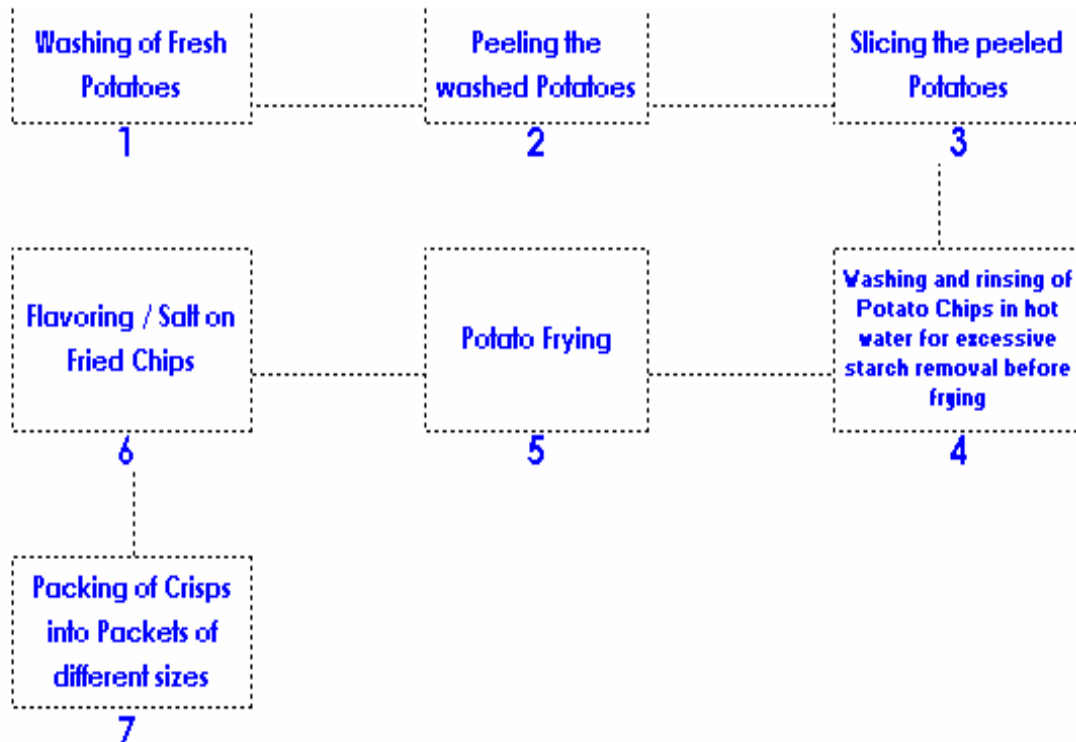 Washing of Fresh
Potatoes
1
Peeling the
washed Potatoes
2
Slicing the peeled
Potatoes
3
Washing and rinsing of
Potato Chips in hot
water for excessive
starch removal before
frying
4
Potato Frying
5
Flavoring / Salt on
Fried Chips
6
Packing of Crisps
into Packets of
different sizes
7